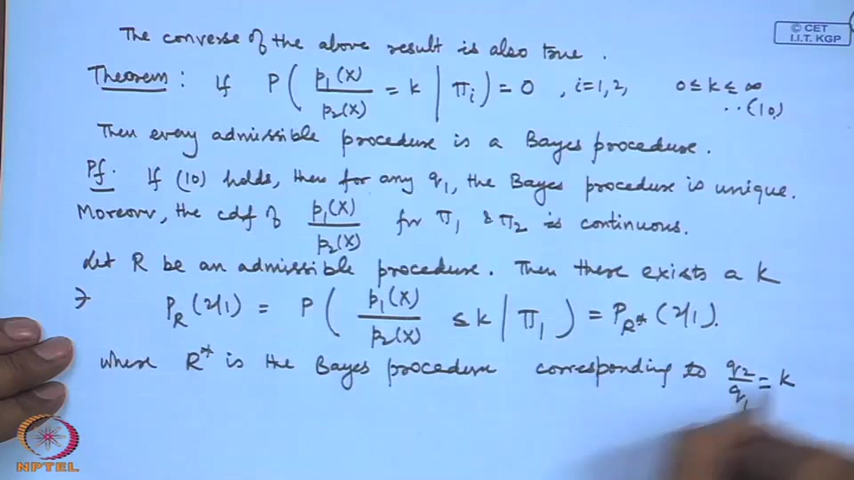 © CET
I.I.T. KGP
The converse of the above result is also true.
Theorem: If P( p₁(X) / p₂(X) = k | Π_i ) = 0, i=1,2, 0 ≤ k ≤ ∞
..(10)
Then every admissible procedure is a Bayes procedure.
Pf. If (10) holds, then for any q₁, the Bayes procedure is unique.
Moreover, the cdf of p₁(X) / p₂(X) for Π₁ & Π₂ is continuous.
Let R be an admissible procedure. Then there exists a k
∋ P_R(2|1) = P( p₁(X) / p₂(X) ≤ k | Π₁ ) = P_R*(2|1).
where R* is the Bayes procedure corresponding to q₂/q₁ = k
NPTEL